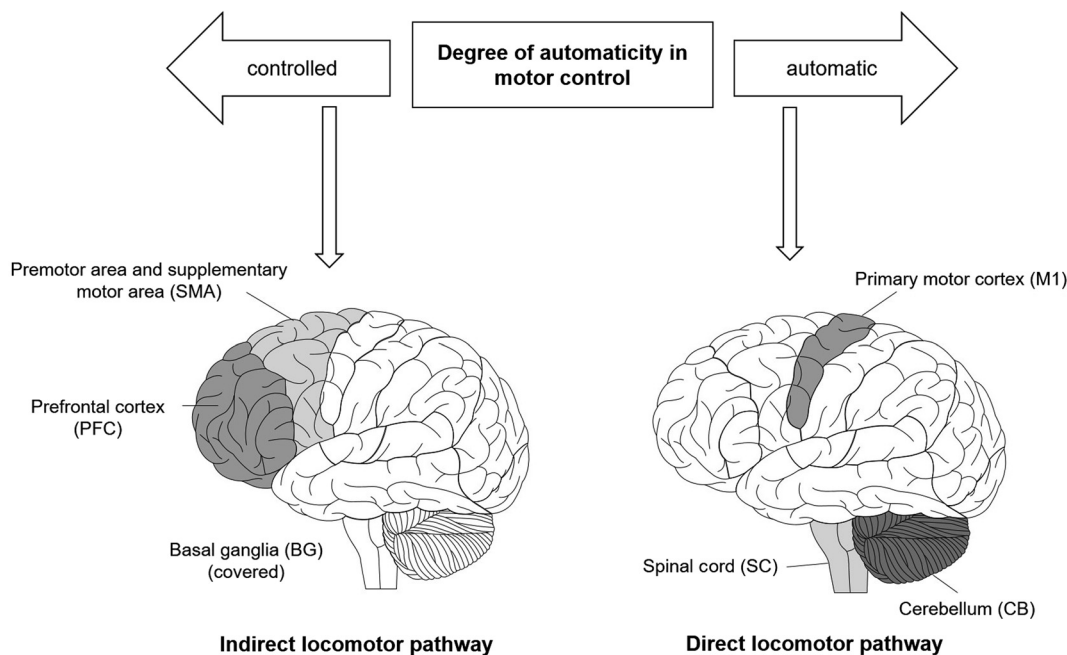 controlled
Degree of automaticity in
motor control
automatic
Premotor area and supplementary
motor area (SMA)
Prefrontal cortex
(PFC)
Basal ganglia (BG)
(covered)
Indirect locomotor pathway
Primary motor cortex (M1)
Spinal cord (SC)
Cerebellum (CB)
Direct locomotor pathway